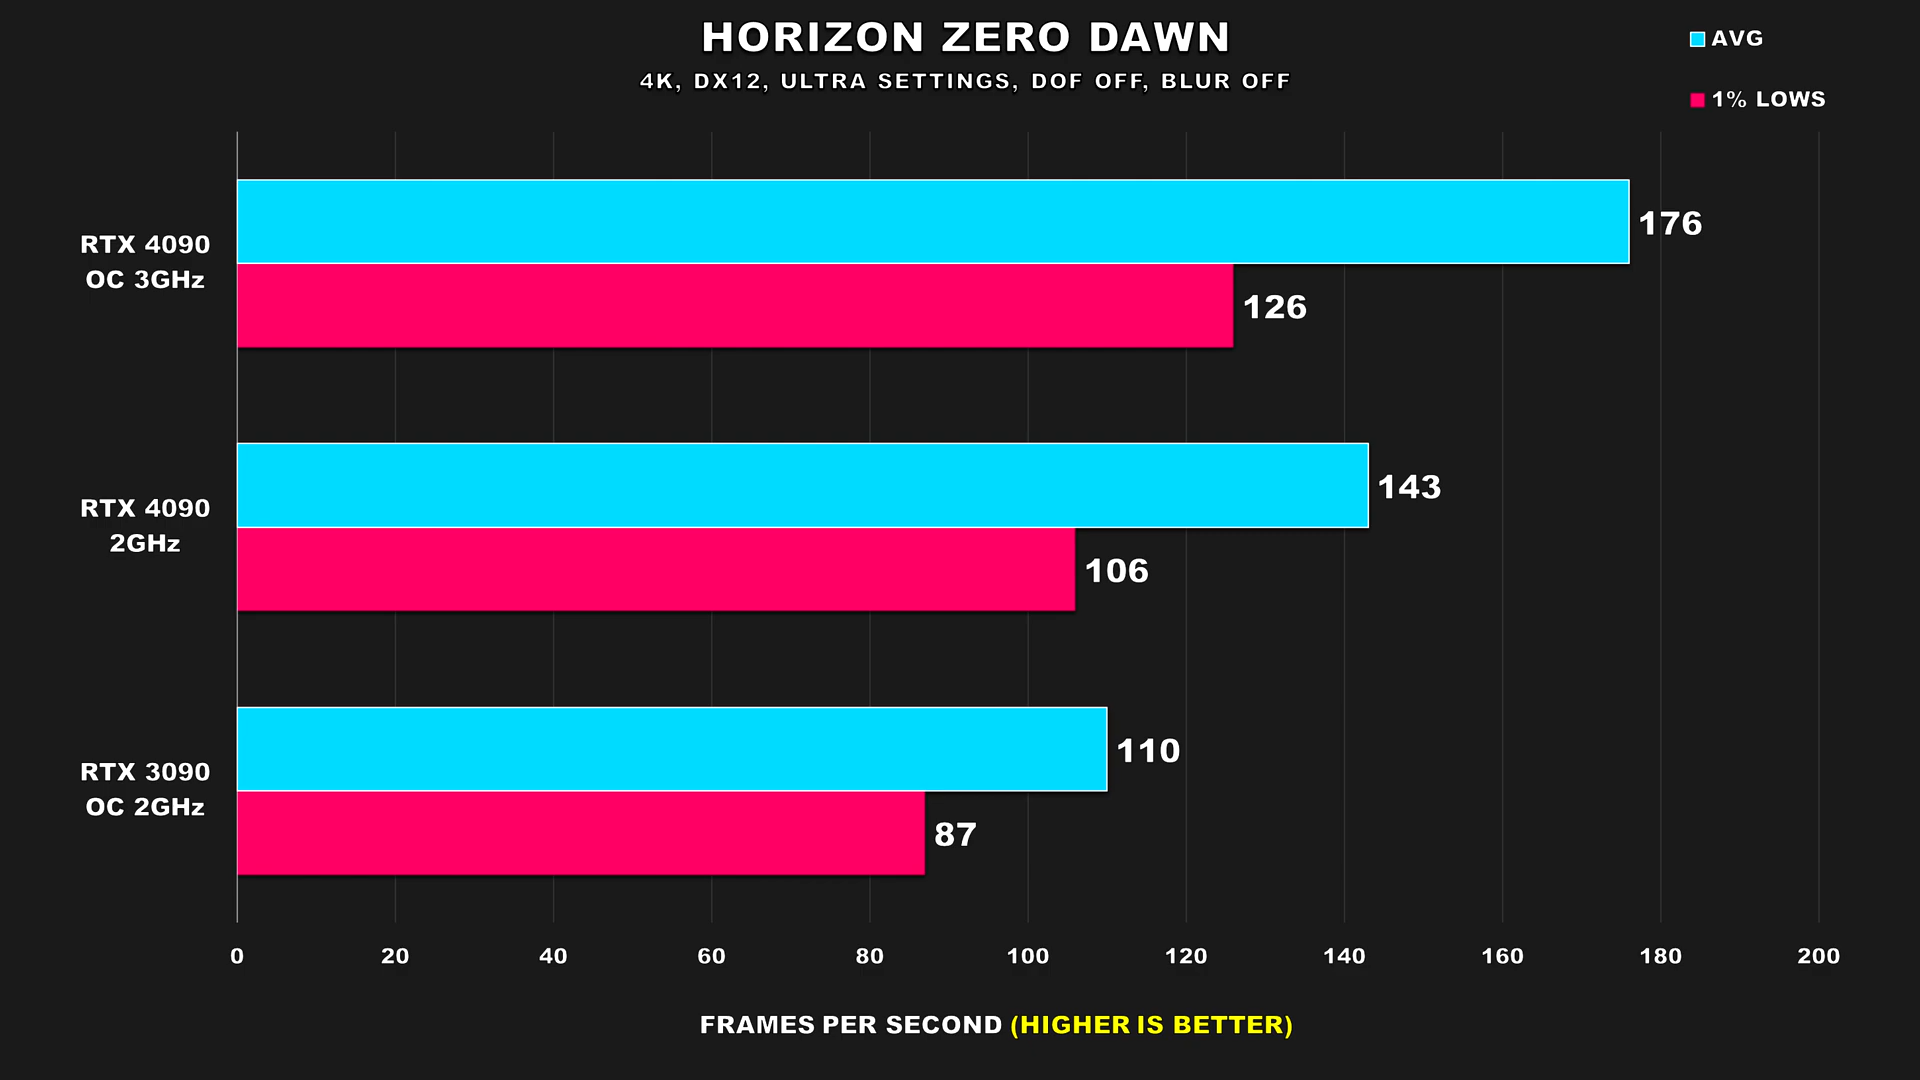 HORIZON ZERO DAWN
4K, DX12, ULTRA SETTINGS, DOF OFF, BLUR OFF
AVG
1% LOWS
RTX 4090
OC 3GHz
176
126
RTX 4090
2GHz
143
106
RTX 3090
OC 2GHz
110
87
0 20 40 60 80 100 120 140 160 180 200
FRAMES PER SECOND (HIGHER IS BETTER)